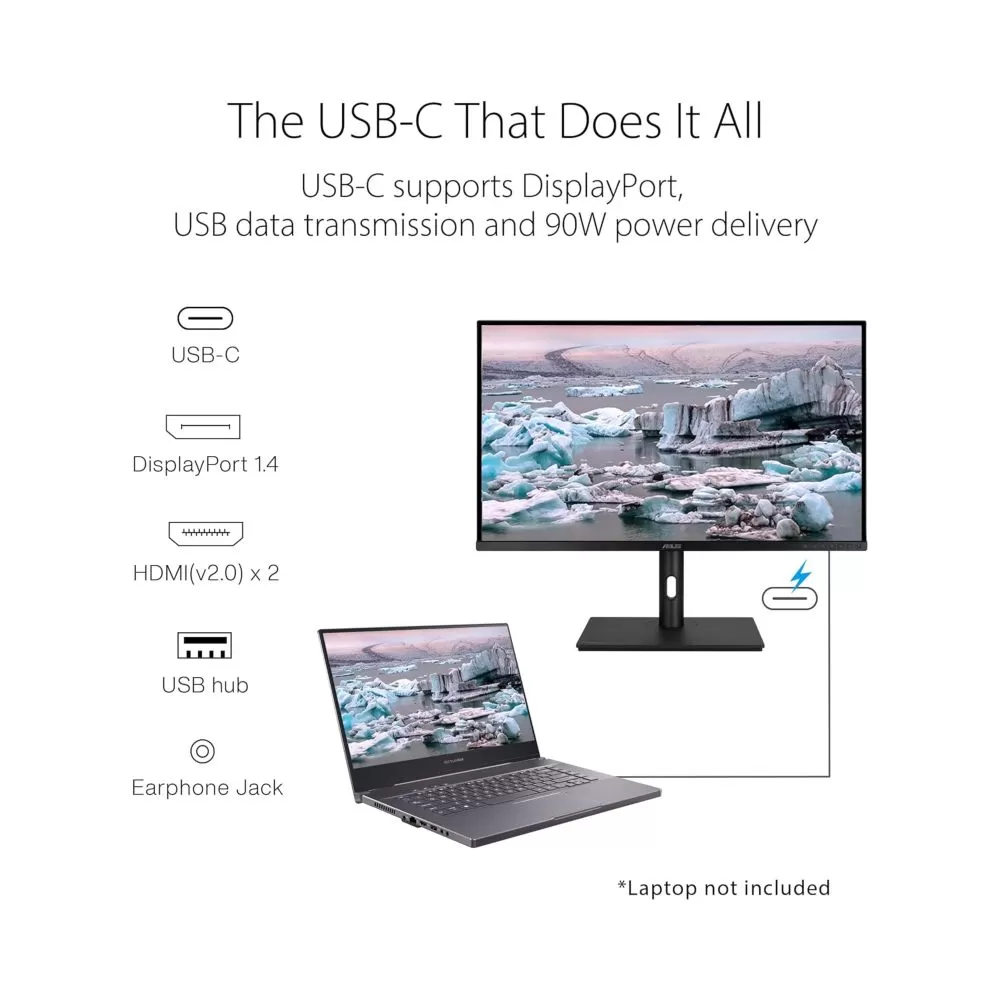 The USB-C That Does It All
USB-C supports DisplayPort,
USB data transmission and 90W power delivery
USB-C
DisplayPort 1.4
HDMI(v2.0) x 2
USB hub
Earphone Jack
ASUS
*Laptop not included